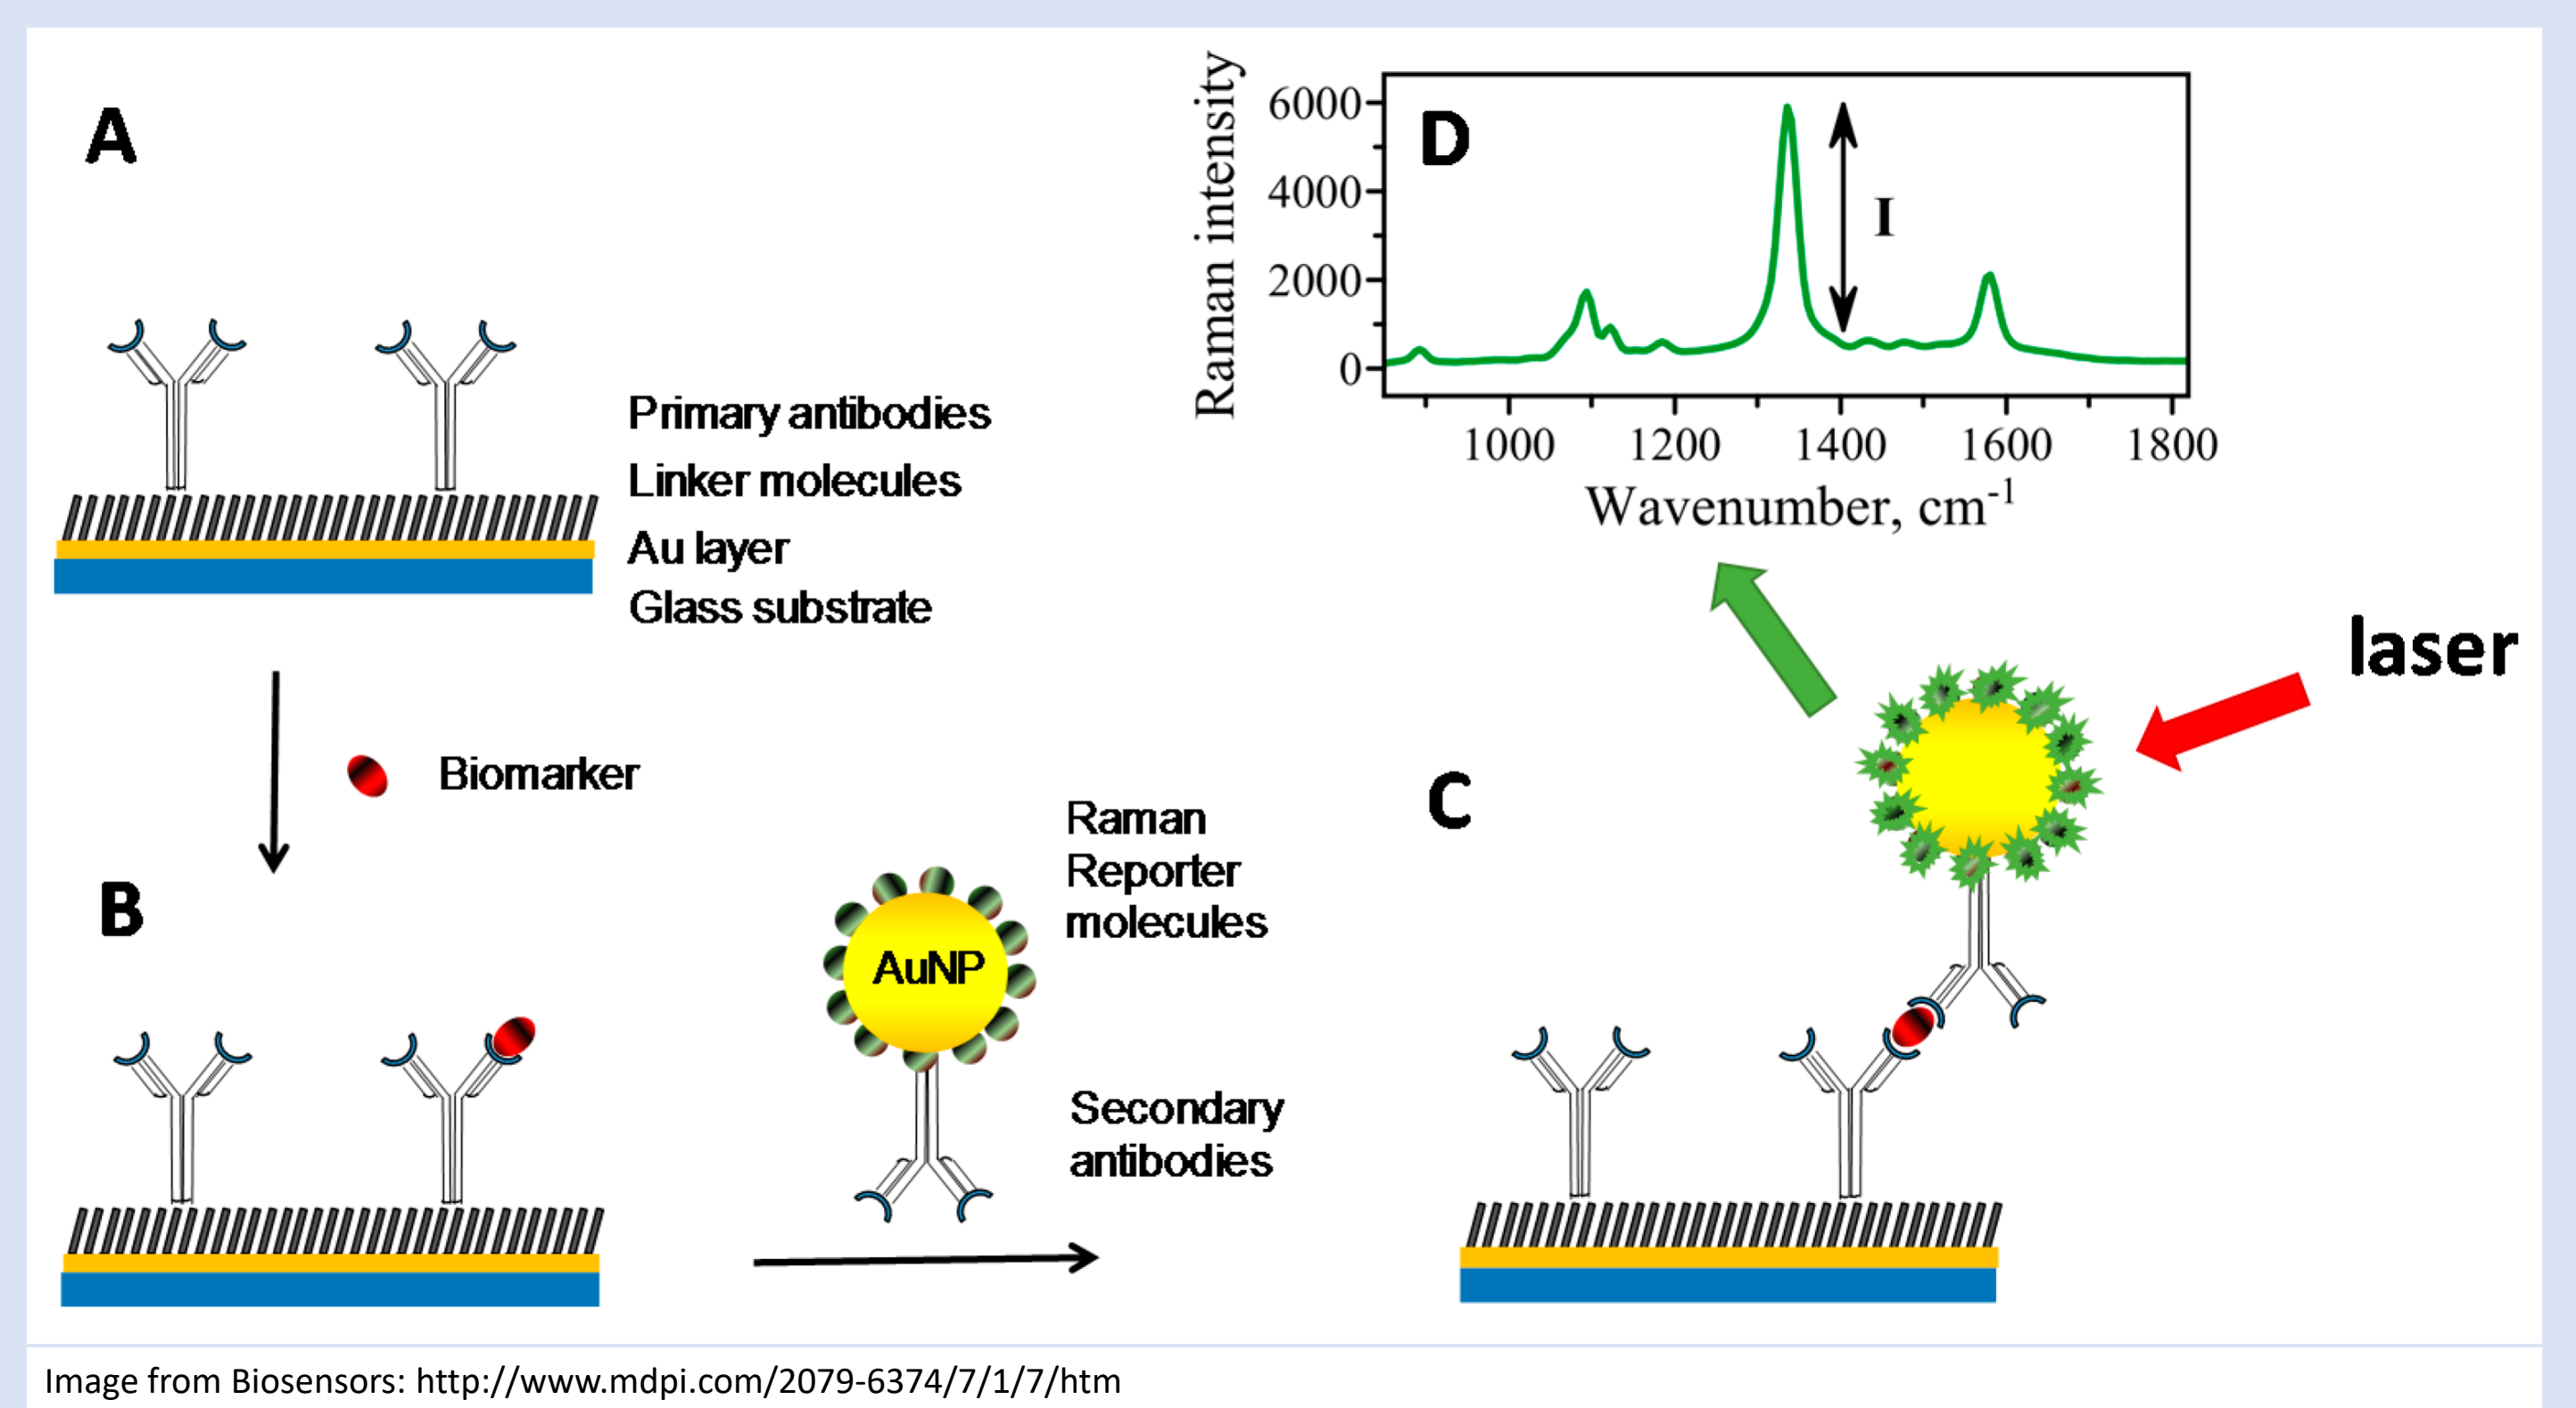 A
Primary antibodies
Linker molecules
Au layer
Glass substrate
Biomarker
B
AuNP
Raman
Reporter
molecules
Secondary
antibodies
C
laser
D
I
Raman intensity
6000
4000
2000
0
1000 1200 1400 1600 1800
Wavenumber, cm⁻¹
Image from Biosensors: http://www.mdpi.com/2079-6374/7/1/7/htm